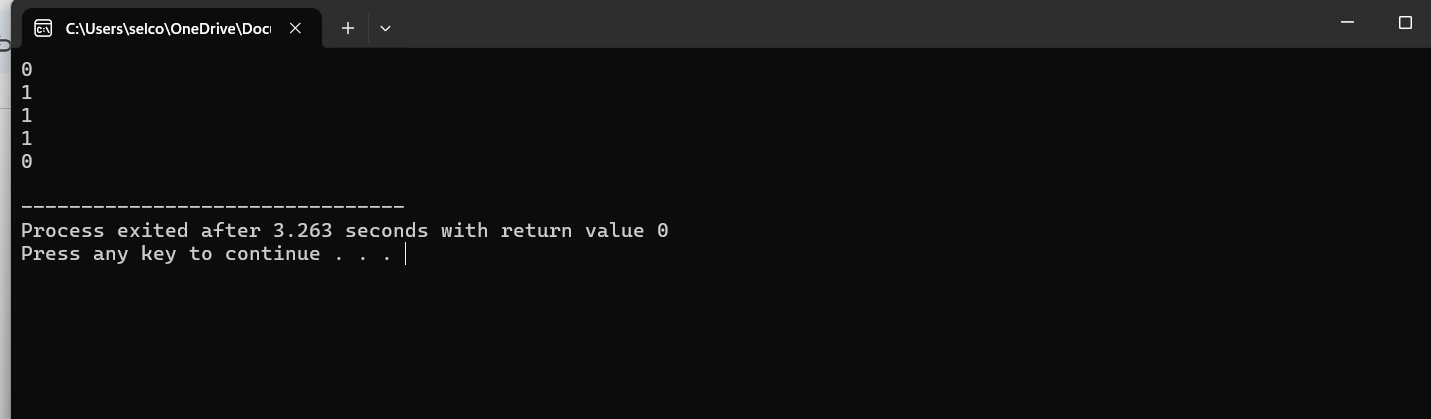 C:\Users\selco\OneDrive\Doc
0
1
1
1
0
--------------------------------
Process exited after 3.263 seconds with return value 0
Press any key to continue . . .